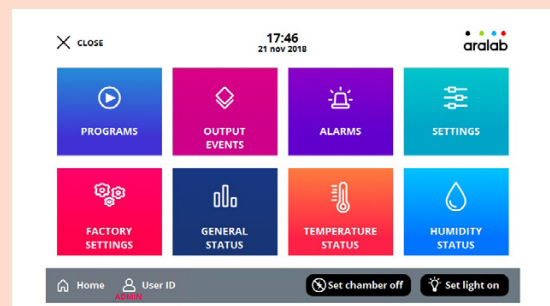 CLOSE
17:46
21 nov 2018
aralab
PROGRAMS
OUTPUT
EVENTS
ALARMS
SETTINGS
FACTORY
SETTINGS
GENERAL
STATUS
TEMPERATURE
STATUS
HUMIDITY
STATUS
Home
User ID
ADMIN
Set chamber off
Set light on